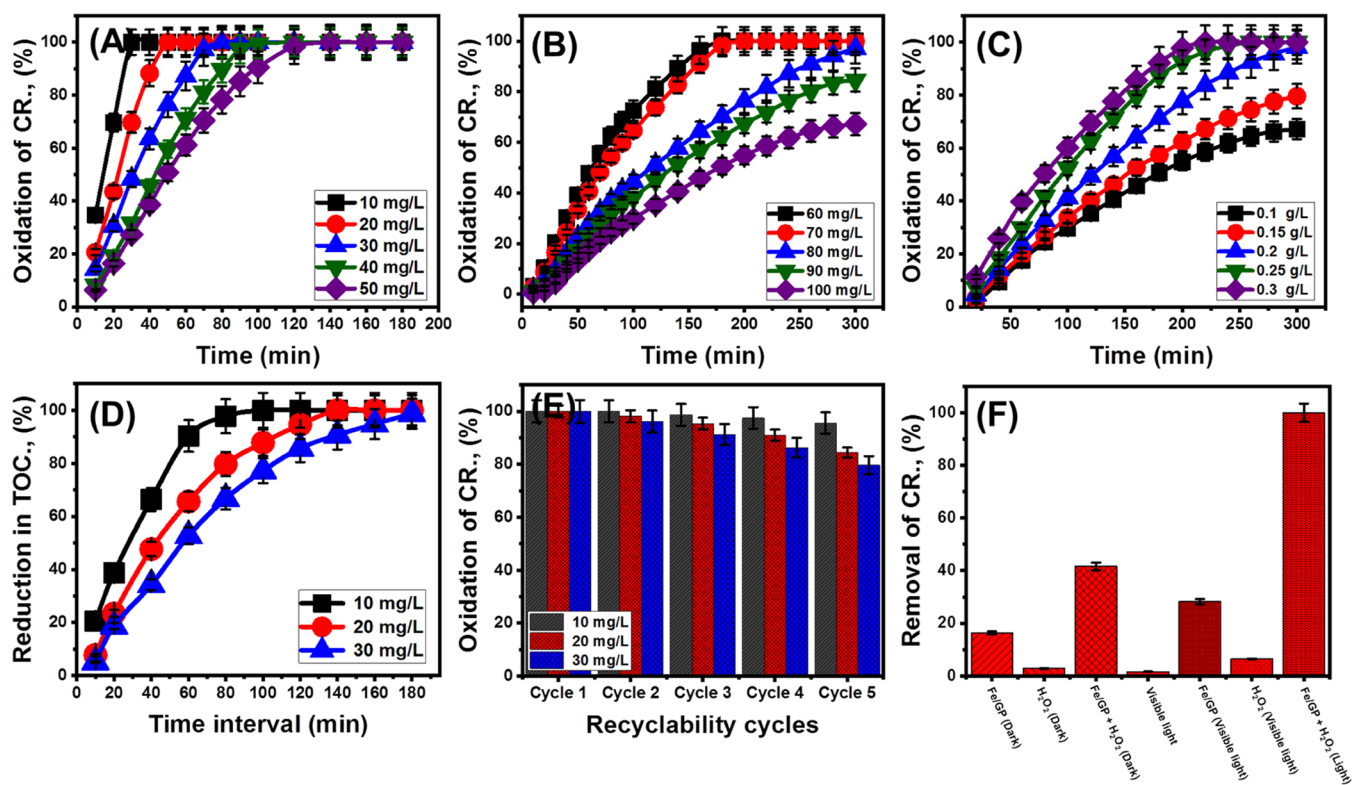 (A)
Oxidation of CR., (%)
100
80
60
40
20
0
10 mg/L
20 mg/L
30 mg/L
40 mg/L
50 mg/L
0 20 40 60 80 100 120 140 160 180 200
Time (min)
(B)
Oxidation of CR., (%)
100
80
60
40
20
0
60 mg/L
70 mg/L
80 mg/L
90 mg/L
100 mg/L
0 50 100 150 200 250 300
Time (min)
(C)
Oxidation of CR., (%)
100
80
60
40
20
0
0.1 g/L
0.15 g/L
0.2 g/L
0.25 g/L
0.3 g/L
50 100 150 200 250 300
Time (min)
(D)
Reduction in TOC., (%)
100
80
60
40
20
0
10 mg/L
20 mg/L
30 mg/L
0 20 40 60 80 100 120 140 160 180
Time interval (min)
(E)
Oxidation of CR., (%)
100
80
60
40
20
0
10 mg/L
20 mg/L
30 mg/L
Cycle 1 Cycle 2 Cycle 3 Cycle 4 Cycle 5
Recyclability cycles
(F)
Removal of CR., (%)
100
80
60
40
20
0
Fe/GP (Dark)
H₂O₂ (Dark)
Fe/GP + H₂O₂ (Dark)
Visible light
Fe/GP (Visible light)
H₂O₂ (Visible light)
Fe/GP + H₂O₂ (Light)